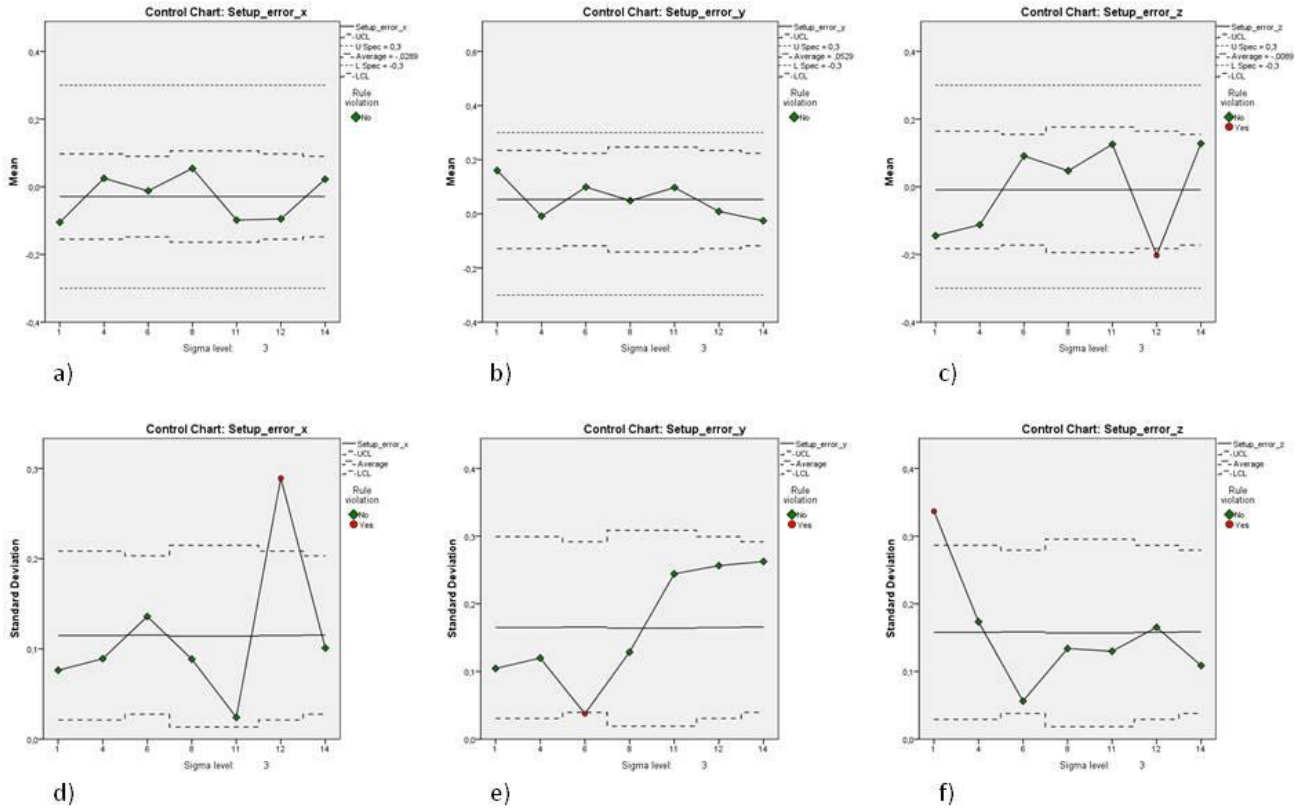 Control Chart: Setup_error_x
Setup_error_x
UCL
U Spec = 0,3
Average = -,0289
L Spec = -0,3
LCL
Rule
violation
No
Mean
0,4
0,2
0,0
-0,2
-0,4
1 4 6 8 11 12 14
Sigma level: 3
a)
Control Chart: Setup_error_y
Setup_error_y
UCL
U Spec = 0,3
Average = ,0529
L Spec = -0,3
LCL
Rule
violation
No
Mean
0,6
0,4
0,2
0,0
-0,2
-0,4
1 4 6 8 11 12 14
Sigma level: 3
b)
Control Chart: Setup_error_z
Setup_error_z
UCL
U Spec = 0,3
Average = -,0089
L Spec = -0,3
LCL
Rule
violation
No
Yes
Mean
0,4
0,2
0,0
-0,2
-0,4
1 4 6 8 11 12 14
Sigma level: 3
c)
Control Chart: Setup_error_x
Setup_error_x
UCL
Average
LCL
Rule
violation
No
Yes
Standard Deviation
0,3
0,2
0,1
0,0
1 4 6 8 11 12 14
Sigma level: 3
d)
Control Chart: Setup_error_y
Setup_error_y
UCL
Average
LCL
Rule
violation
No
Yes
Standard Deviation
0,4
0,3
0,2
0,1
0,0
1 4 6 8 11 12 14
Sigma level: 3
e)
Control Chart: Setup_error_z
Setup_error_z
UCL
Average
LCL
Rule
violation
No
Yes
Standard Deviation
0,4
0,3
0,2
0,1
0,0
1 4 6 8 11 12 14
Sigma level: 3
f)